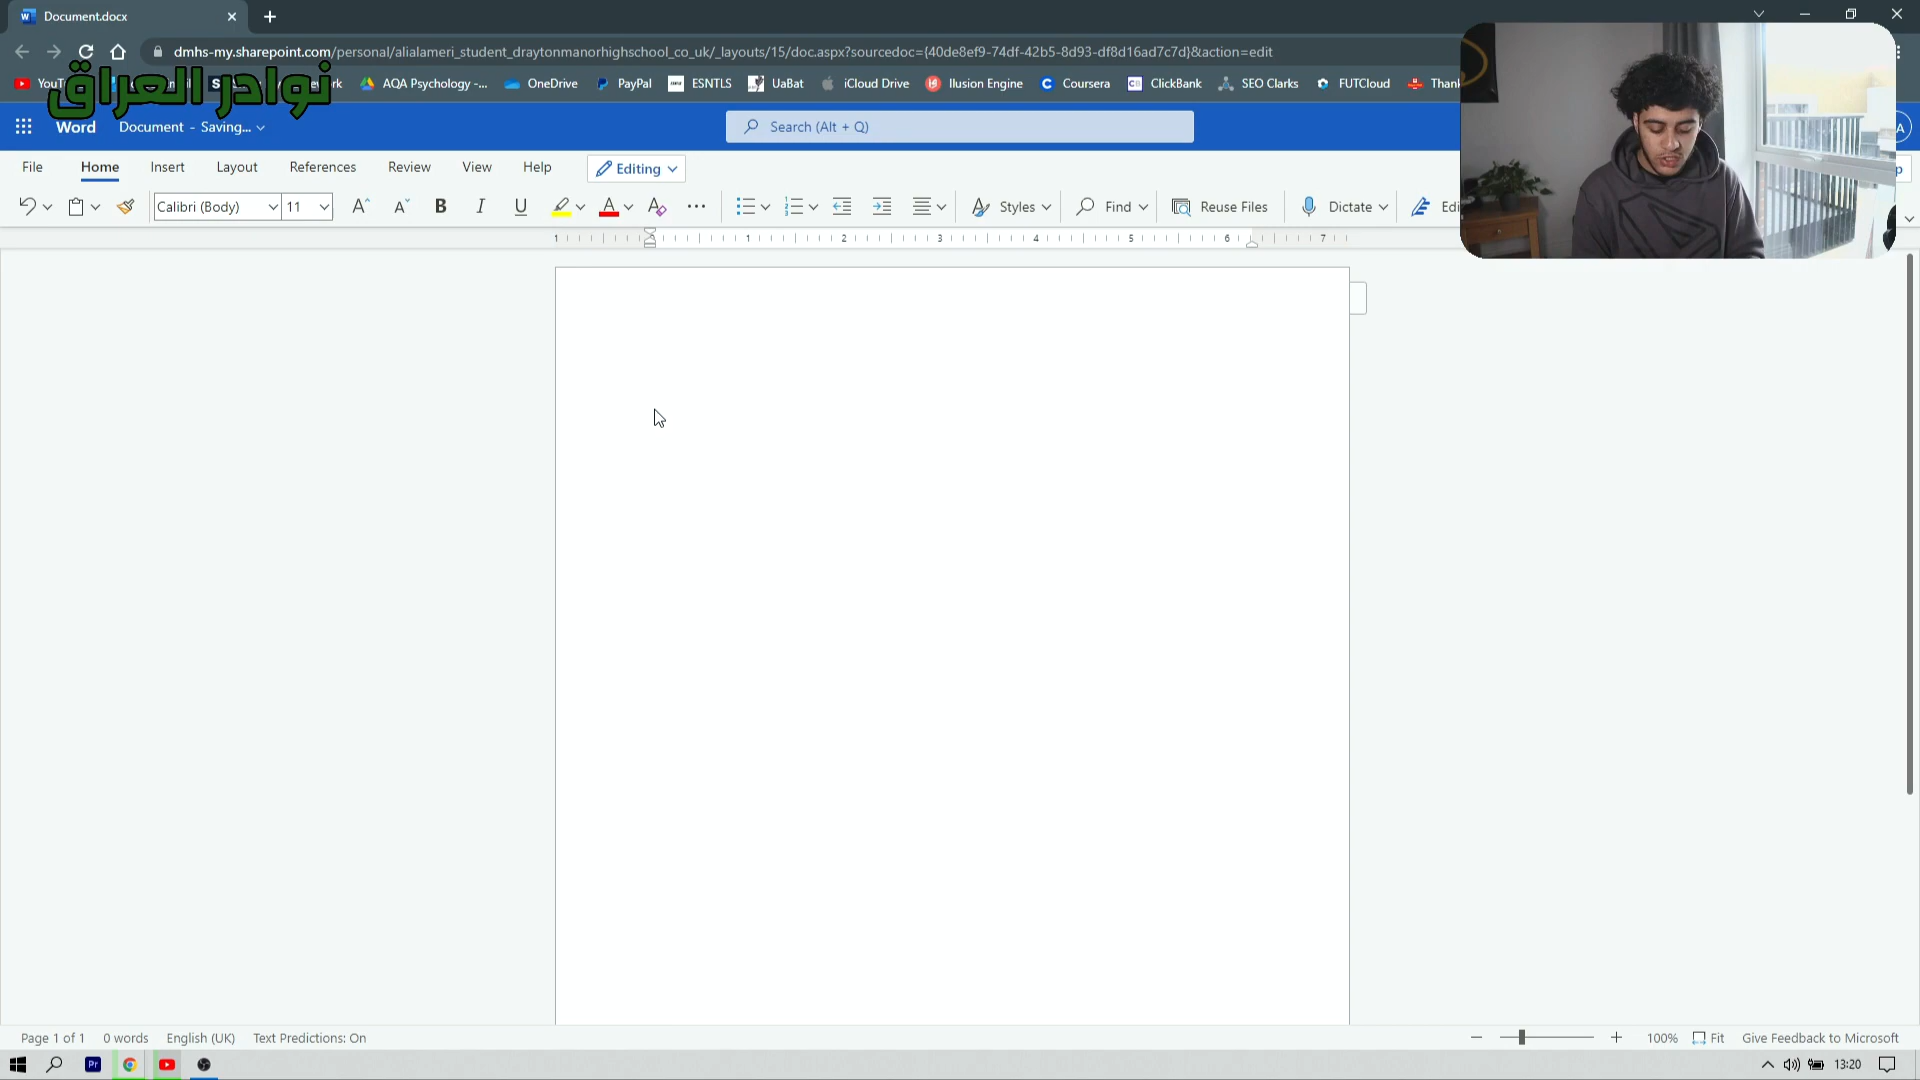 Document.docx
dmhs-my.sharepoint.com/personal/alialameri_student_draytonmanorhighschool_co_uk/_layouts/15/doc.aspx?sourcedoc={40de8ef9-74df-42b5-8d93-df8d16ad7c7d}&action=edit
AQA Psychology -... OneDrive PayPal ESNTLS UaBat iCloud Drive Ilusion Engine Coursera ClickBank SEO Clarks FUTCloud
نوادر العراق
Word Document - Saving... Search (Alt + Q)
File Home Insert Layout References Review View Help Editing
Calibri (Body) 11 Styles Find Reuse Files Dictate
1 1 2 3 4 5 6 7
Page 1 of 1 0 words English (UK) Text Predictions: On 100% Fit Give Feedback to Microsoft
Pr 13:20